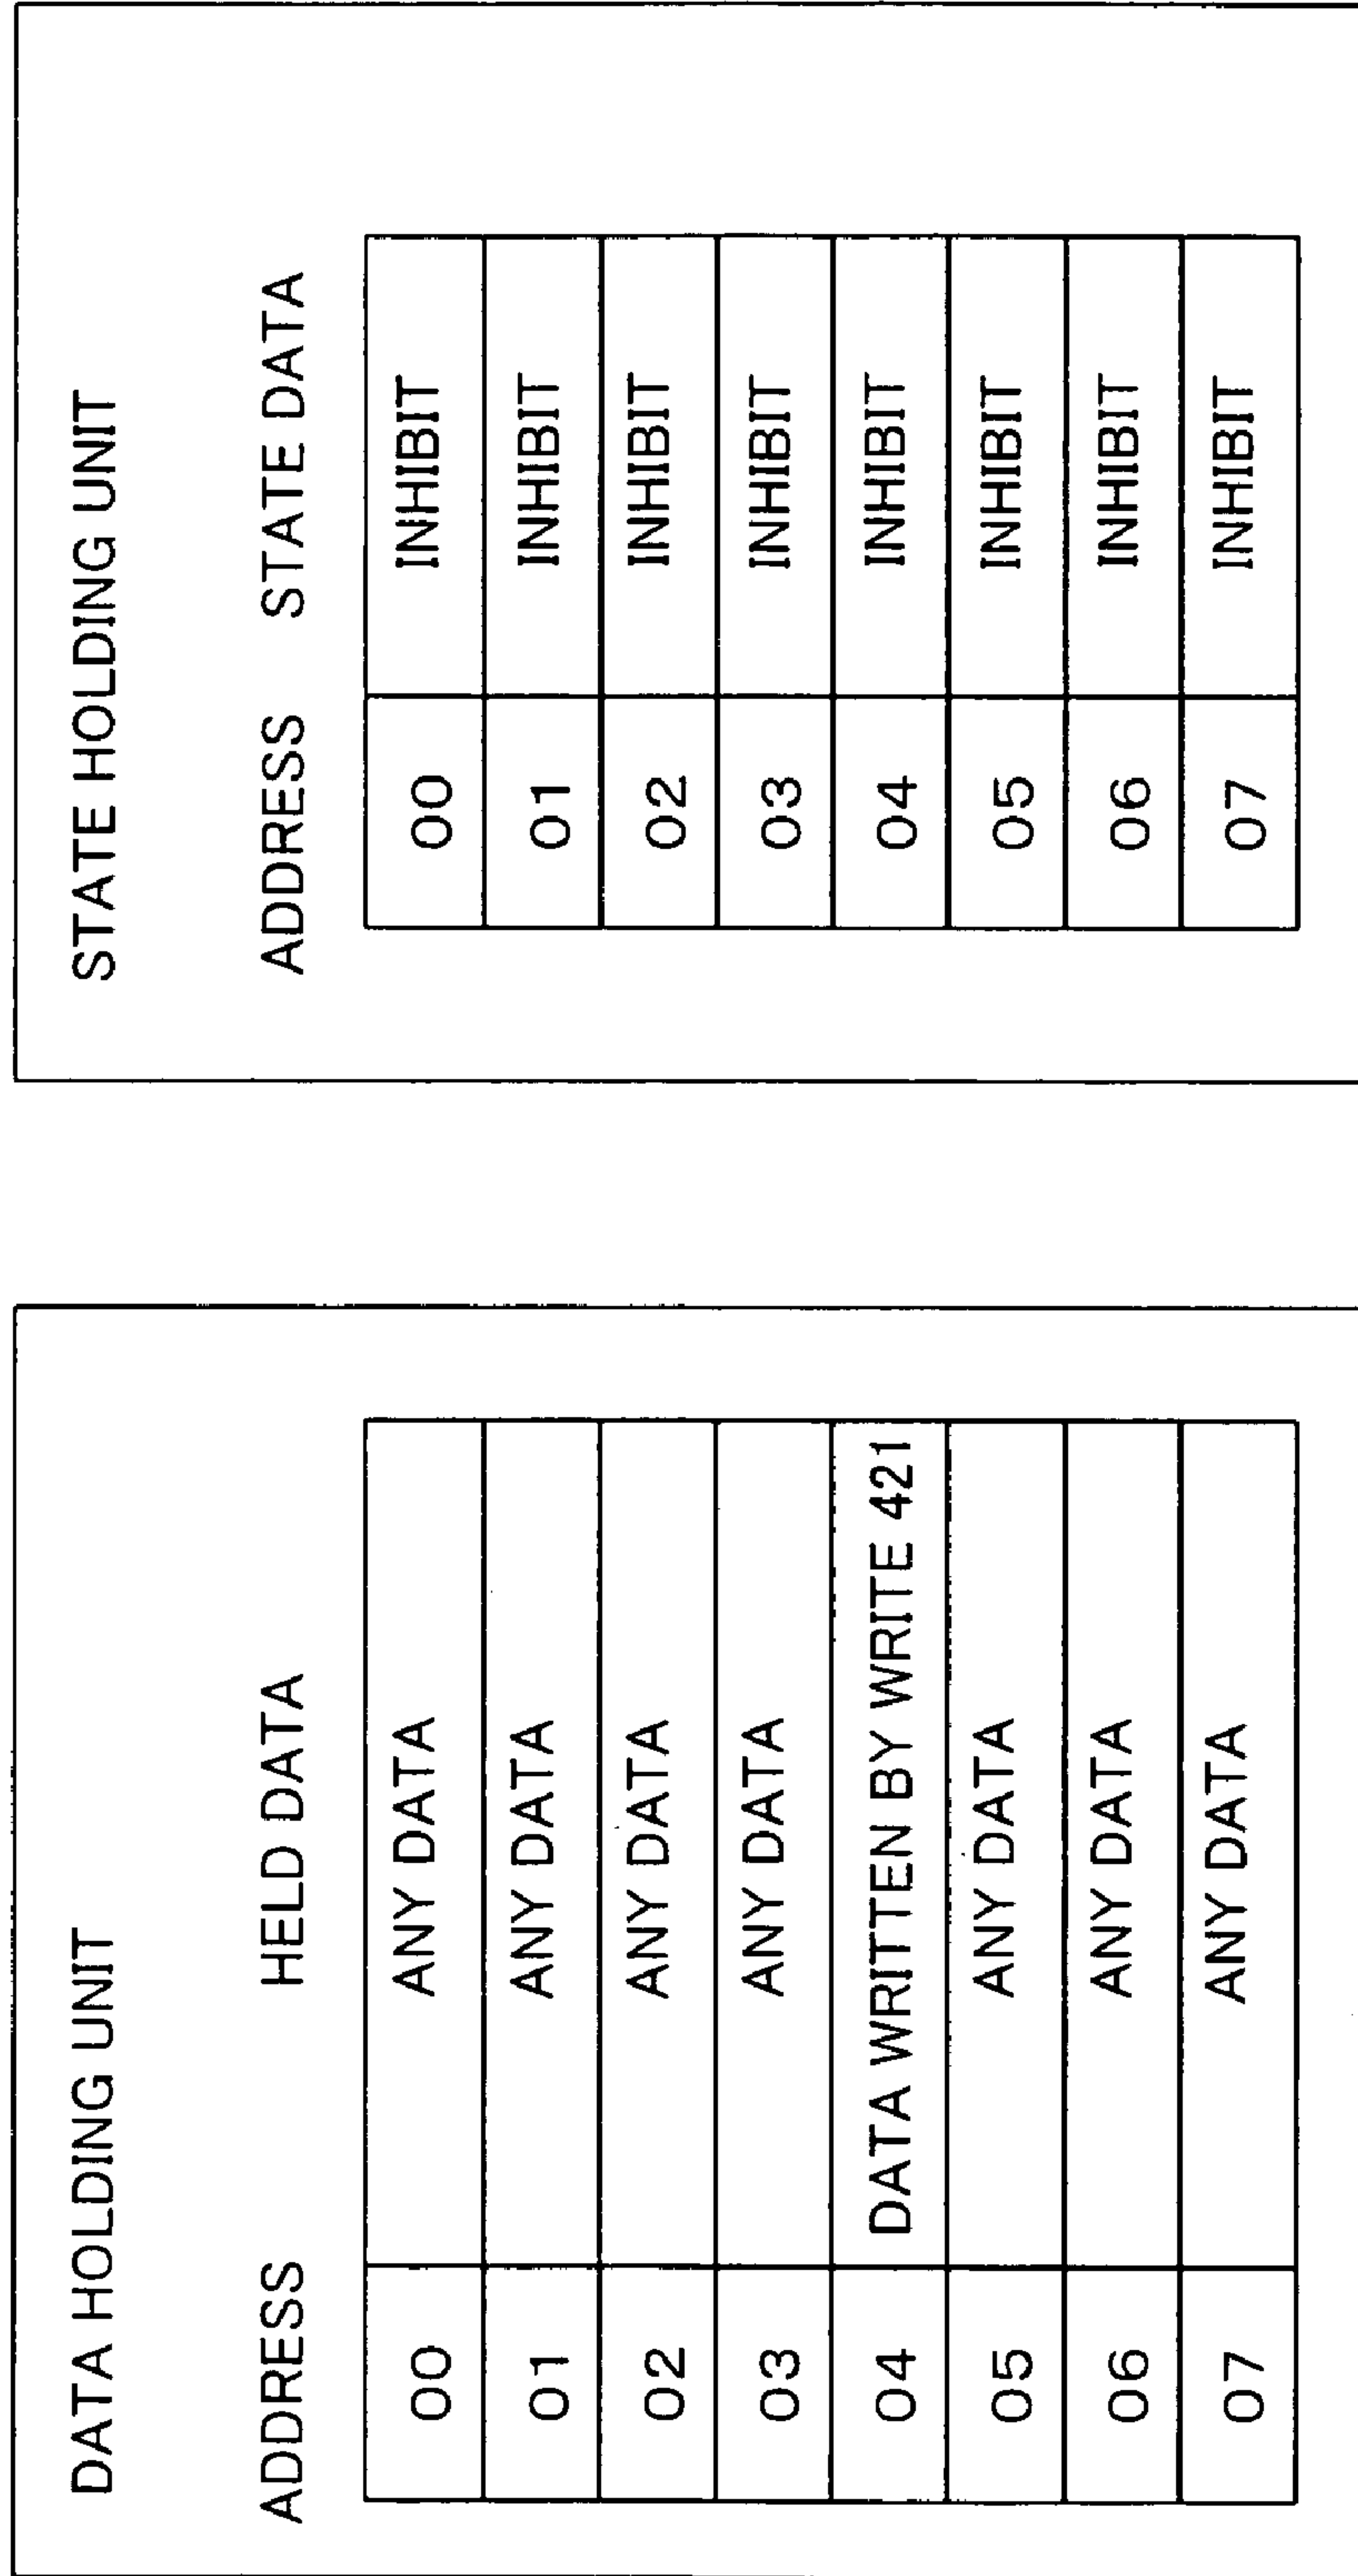 DATA HOLDING UNIT
ADDRESS HELD DATA
00 ANY DATA
01 ANY DATA
02 ANY DATA
03 ANY DATA
04 DATA WRITTEN BY WRITE 421
05 ANY DATA
06 ANY DATA
07 ANY DATA
STATE HOLDING UNIT
ADDRESS STATE DATA
00 INHIBIT
01 INHIBIT
02 INHIBIT
03 INHIBIT
04 INHIBIT
05 INHIBIT
06 INHIBIT
07 INHIBIT